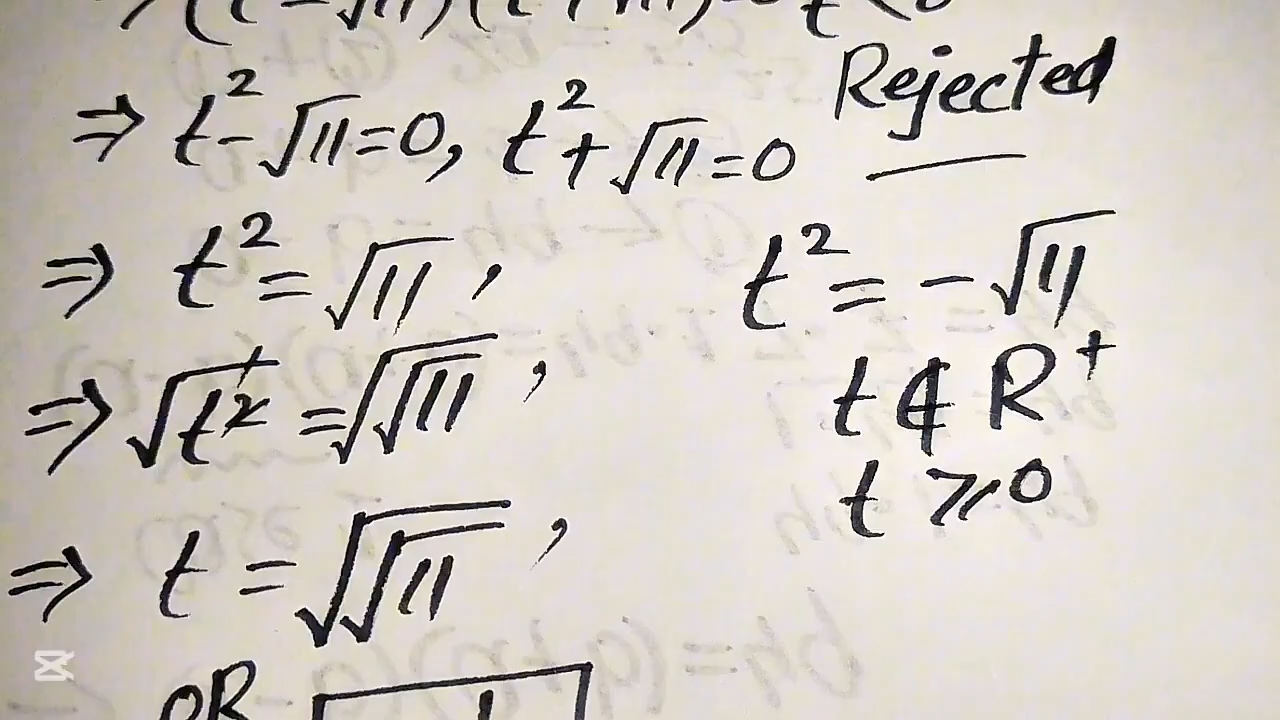 ⇒ t² - √11 = 0, t² + √11 = 0 Rejected
⇒ t² = √11, t² = -√11
⇒ √t² = √√11, t ∉ R⁺
t ⩾ 0
⇒ t = √√11,
OR